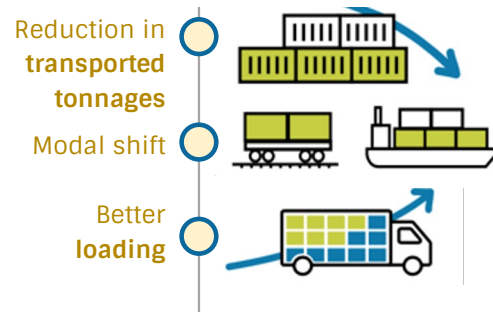 Reduction in
transported
tonnages
Modal shift
Better
loading